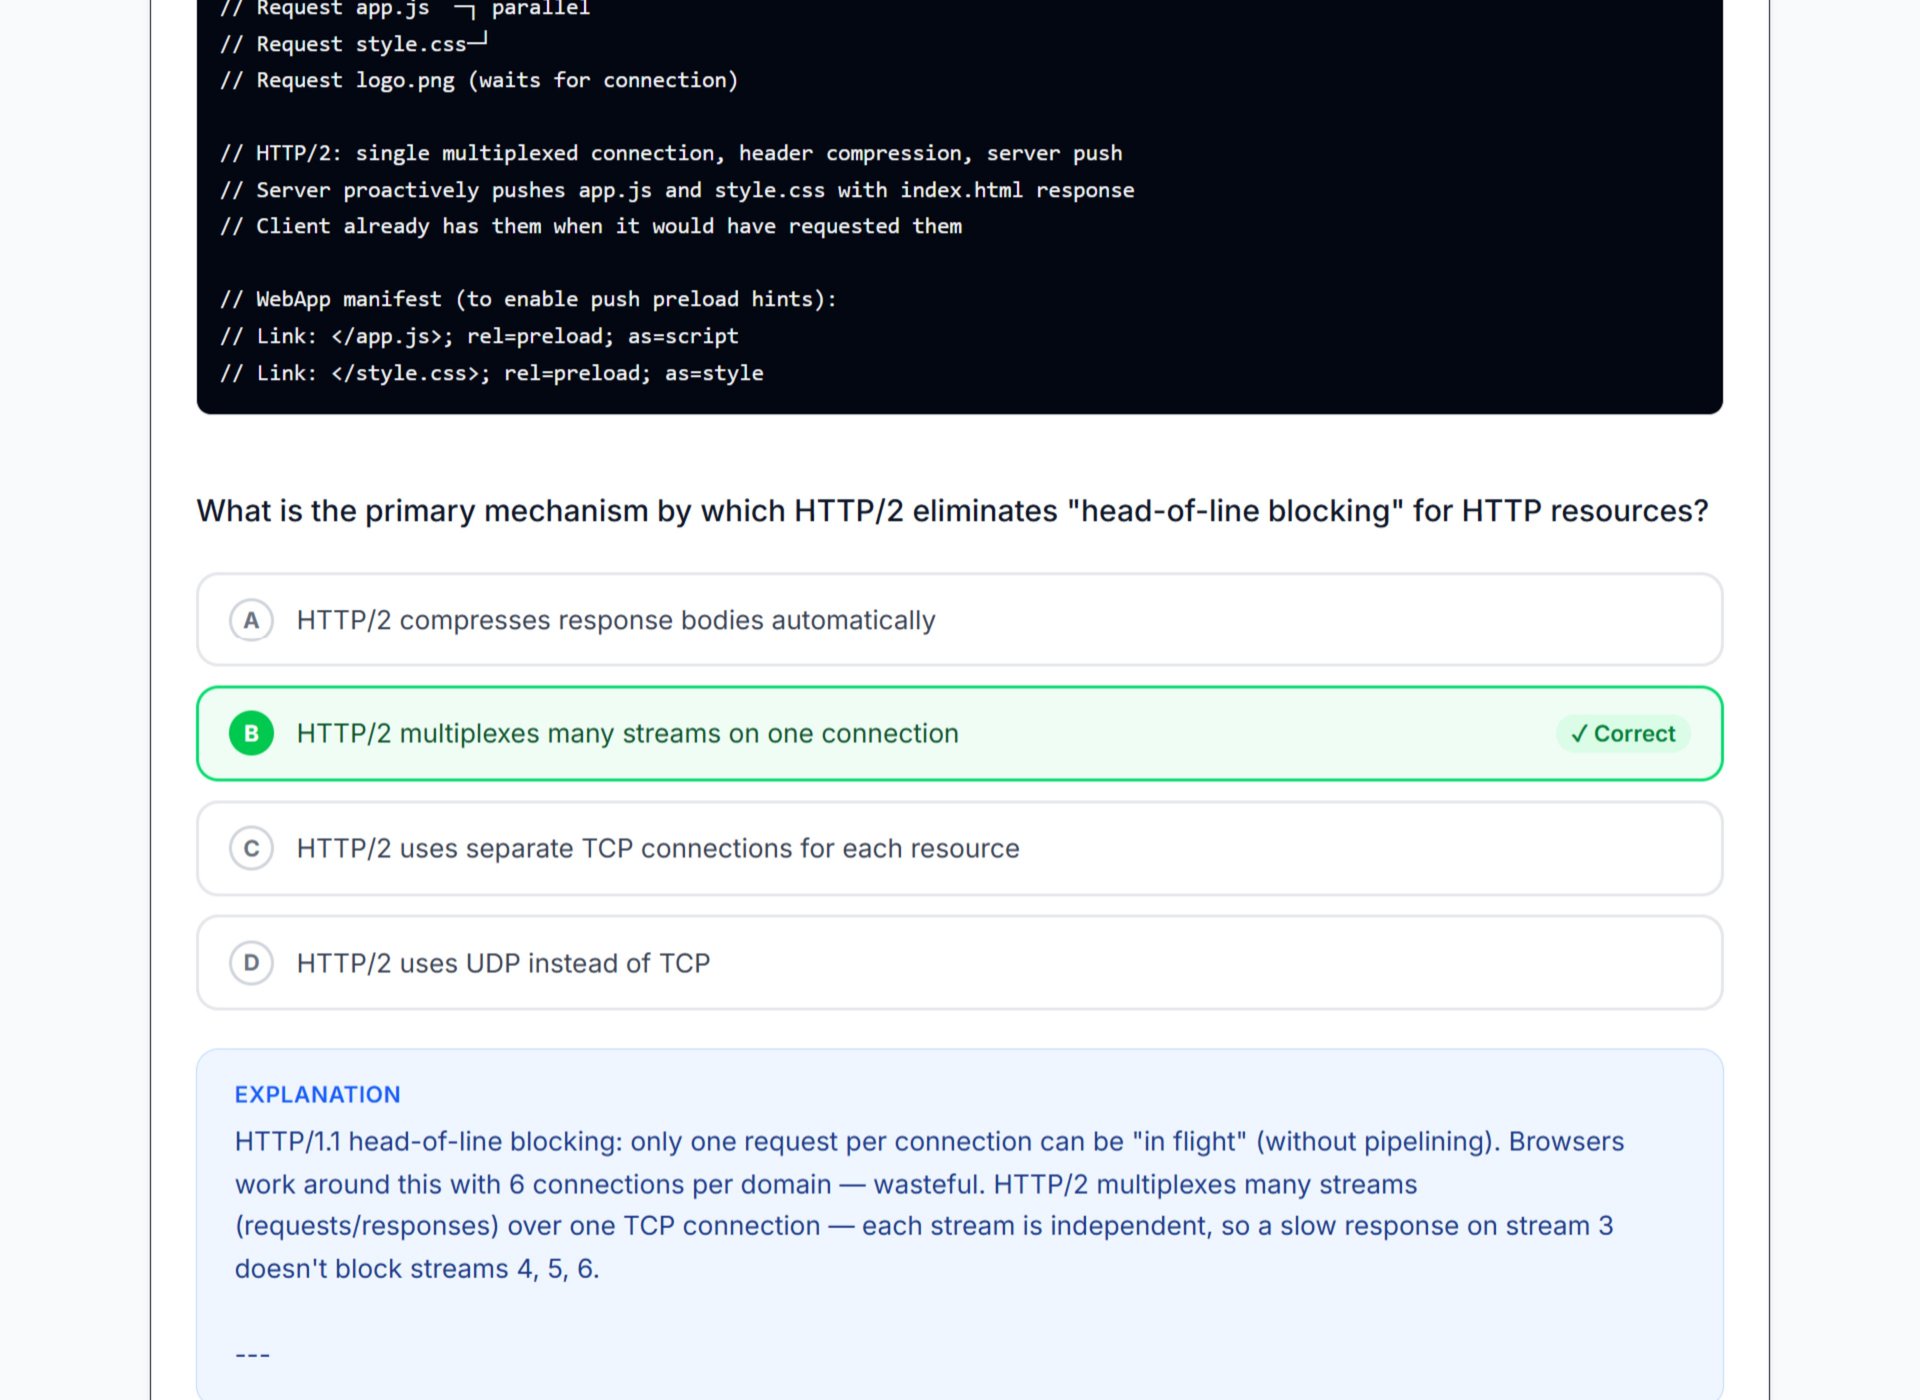 // Request app.js  ─┐ parallel
// Request style.css─┘
// Request logo.png (waits for connection)
// HTTP/2: single multiplexed connection, header compression, server push
// Server proactively pushes app.js and style.css with index.html response
// Client already has them when it would have requested them
// WebApp manifest (to enable push preload hints):
// Link: </app.js>; rel=preload; as=script
// Link: </style.css>; rel=preload; as=style
What is the primary mechanism by which HTTP/2 eliminates "head-of-line blocking" for HTTP resources?
A HTTP/2 compresses response bodies automatically
B HTTP/2 multiplexes many streams on one connection ✓ Correct
C HTTP/2 uses separate TCP connections for each resource
D HTTP/2 uses UDP instead of TCP
EXPLANATION
HTTP/1.1 head-of-line blocking: only one request per connection can be "in flight" (without pipelining). Browsers
work around this with 6 connections per domain — wasteful. HTTP/2 multiplexes many streams
(requests/responses) over one TCP connection — each stream is independent, so a slow response on stream 3
doesn't block streams 4, 5, 6.
---